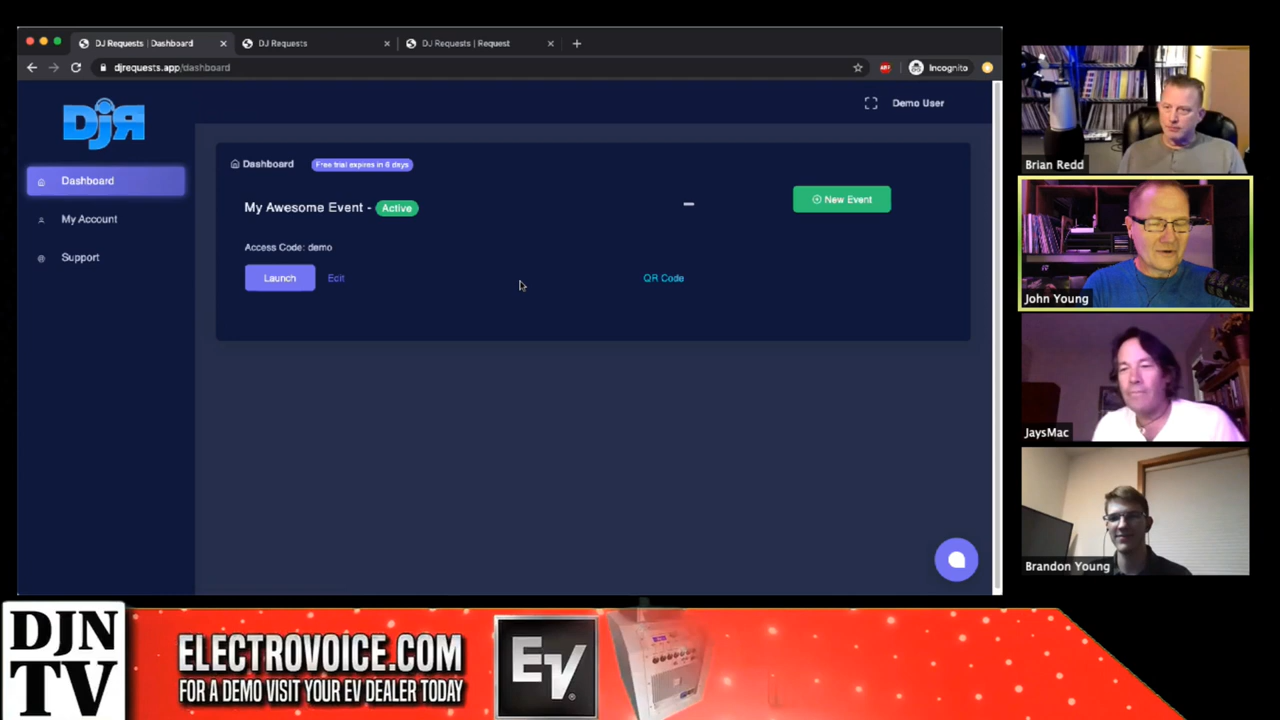 DJ Requests | Dashboard
DJ Requests
DJ Requests | Request
djrequests.app/dashboard
ABP
Incognito
DJR
Demo User
Dashboard
My Account
Support
Dashboard
Free trial expires in 6 days
My Awesome Event - Active
New Event
Access Code: demo
Launch
Edit
QR Code
Brian Redd
John Young
JaysMac
Brandon Young
DJN
TV
ELECTROVOICE.COM
FOR A DEMO VISIT YOUR EV DEALER TODAY
EV